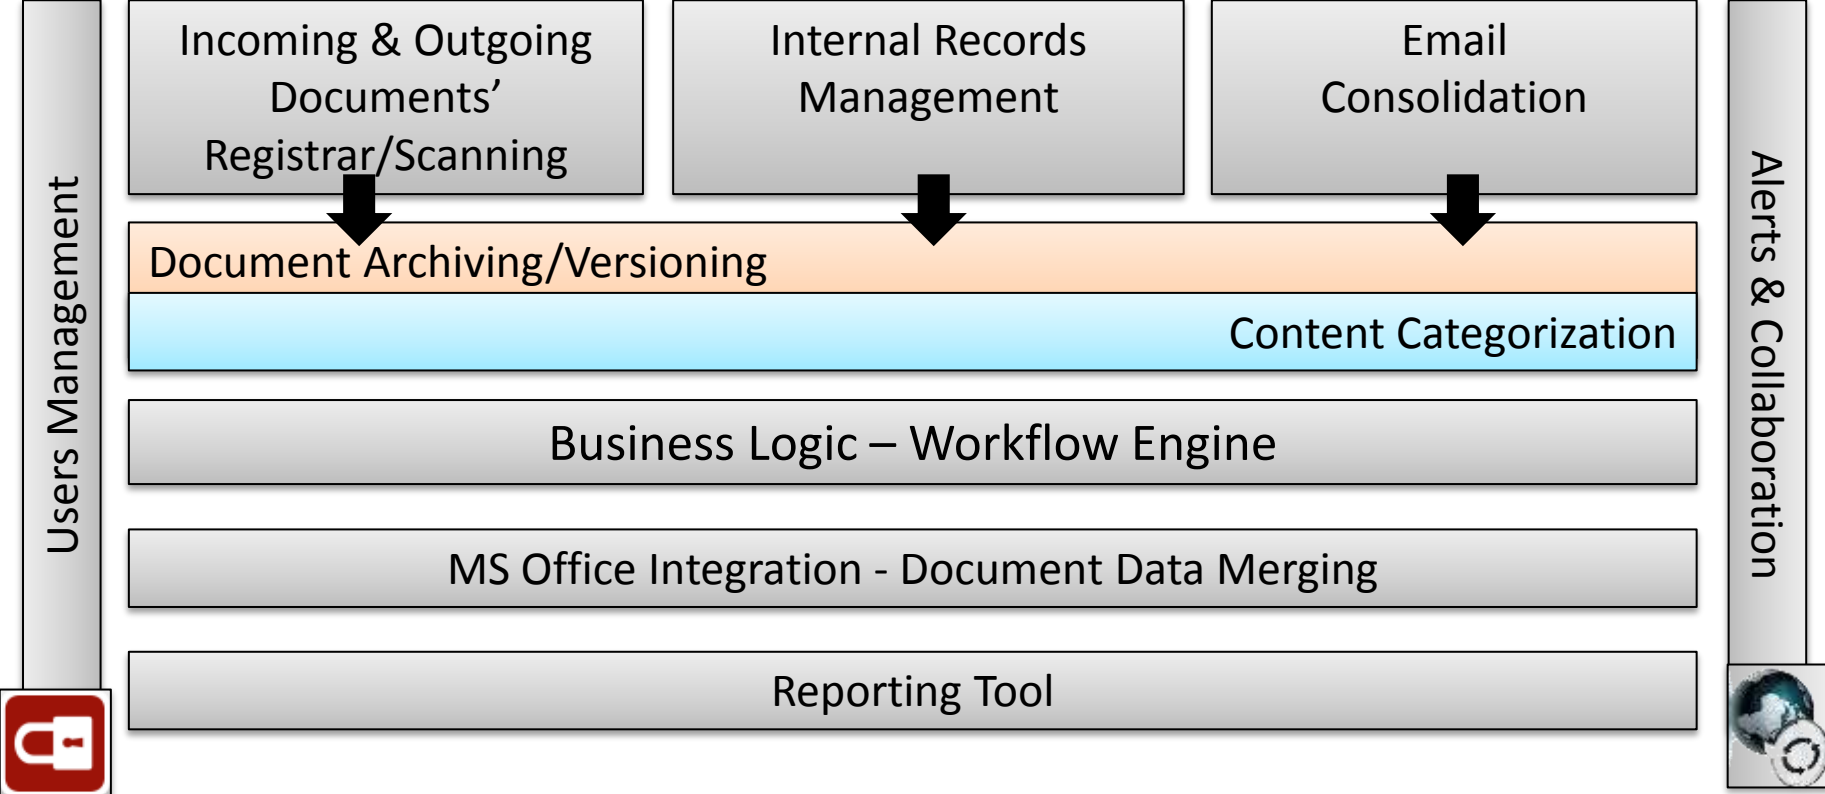 Incoming & Outgoing
Documents’
Registrar/Scanning
Internal Records
Management
Email
Consolidation
Users Management
Alerts & Collaboration
Document Archiving/Versioning
Content Categorization
Business Logic – Workflow Engine
MS Office Integration - Document Data Merging
Reporting Tool